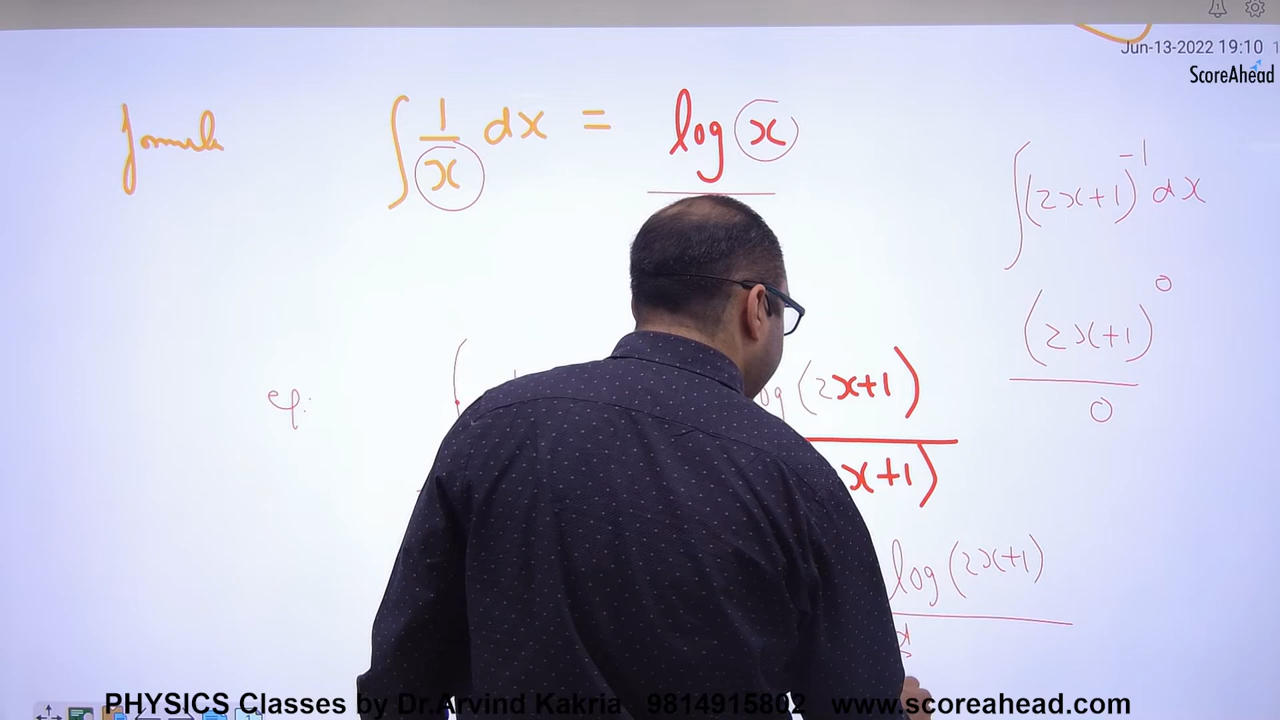 Jun-13-2022 19:10 1
ScoreAhead
formula ∫ 1/x dx = log x
∫(2x+1)^-1 dx
(2x+1)^0
0
(2x+1)
x+1)
log (2x+1)
PHYSICS Classes by Dr.Arvind Kakria 9814915802 www.scoreahead.com